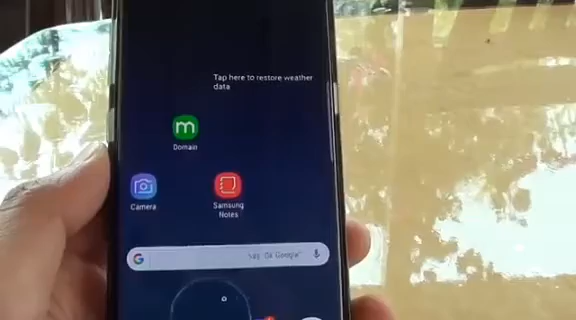 Tap here to restore weather
data
m
Domain
Camera
Samsung
Notes
G
Say "Ok Google"